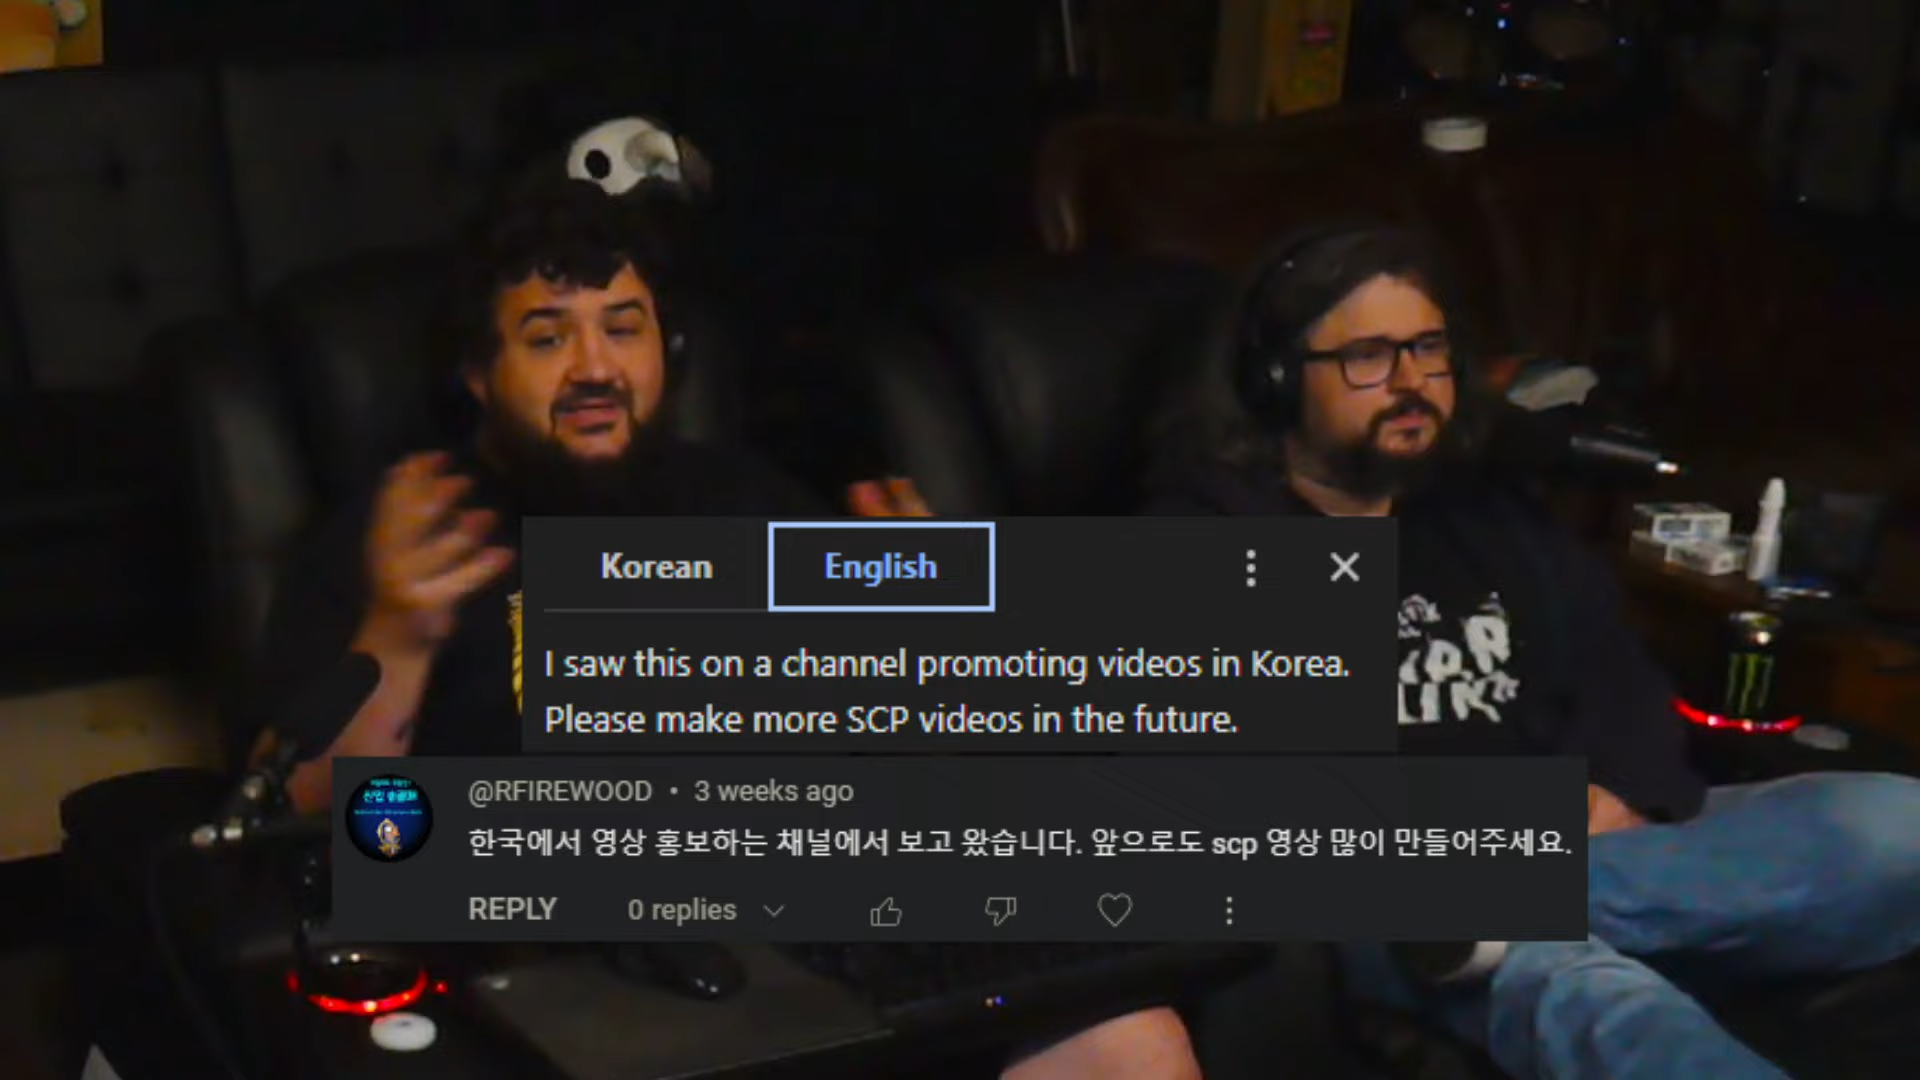 Korean English
I saw this on a channel promoting videos in Korea.
Please make more SCP videos in the future.
@RFIREWOOD • 3 weeks ago
한국에서 영상 홍보하는 채널에서 보고 왔습니다. 앞으로도 scp 영상 많이 만들어주세요.
REPLY 0 replies